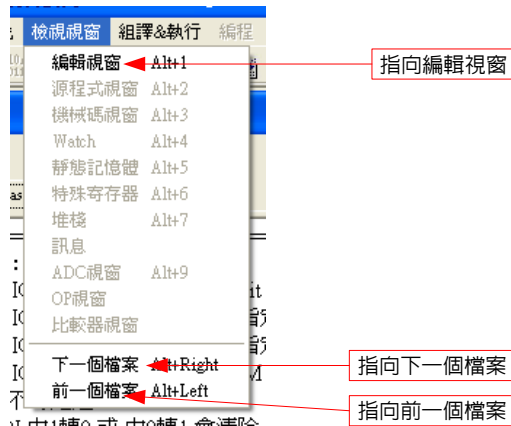 檢視視窗 組譯&執行 編程
編輯視窗 Alt+1
指向編輯視窗
源程式視窗 Alt+2
機械碼視窗 Alt+3
Watch Alt+4
靜態記憶體 Alt+5
as
特殊寄存器 Alt+6
堆棧 Alt+7
訊息
ADC視窗 Alt+9
OP視窗
比較器視窗
下一個檔案 Alt+Right
指向下一個檔案
前一個檔案 Alt+Left
指向前一個檔案